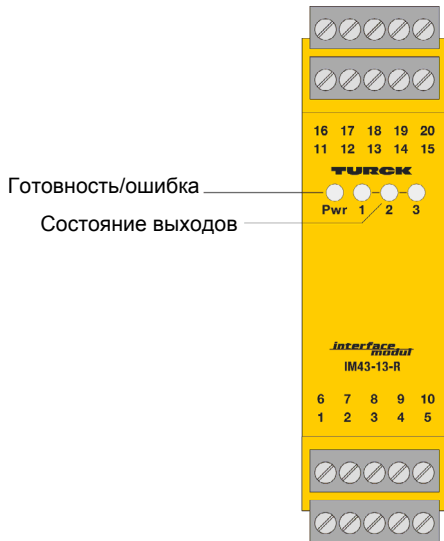 16 17 18 19 20
11 12 13 14 15
TURCK
Готовность/ошибка
Состояние выходов
Pwr 1 2 3
interface
modul
IM43-13-R
6 7 8 9 10
1 2 3 4 5